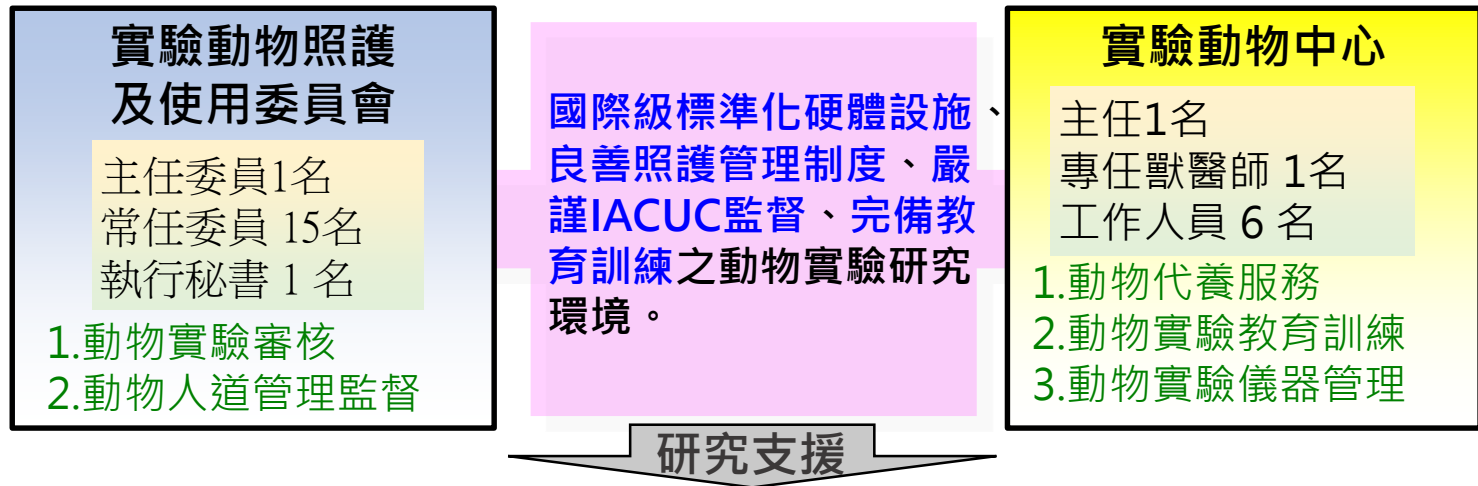 實驗動物照護
及使用委員會
主任委員1名
常任委員 15名
執行秘書 1 名
1.動物實驗審核
2.動物人道管理監督
國際級標準化硬體設施、
良善照護管理制度、嚴
謹IACUC監督、完備教
育訓練之動物實驗研究
環境。
實驗動物中心
主任1名
專任獸醫師 1名
工作人員 6 名
1.動物代養服務
2.動物實驗教育訓練
3.動物實驗儀器管理
研究支援